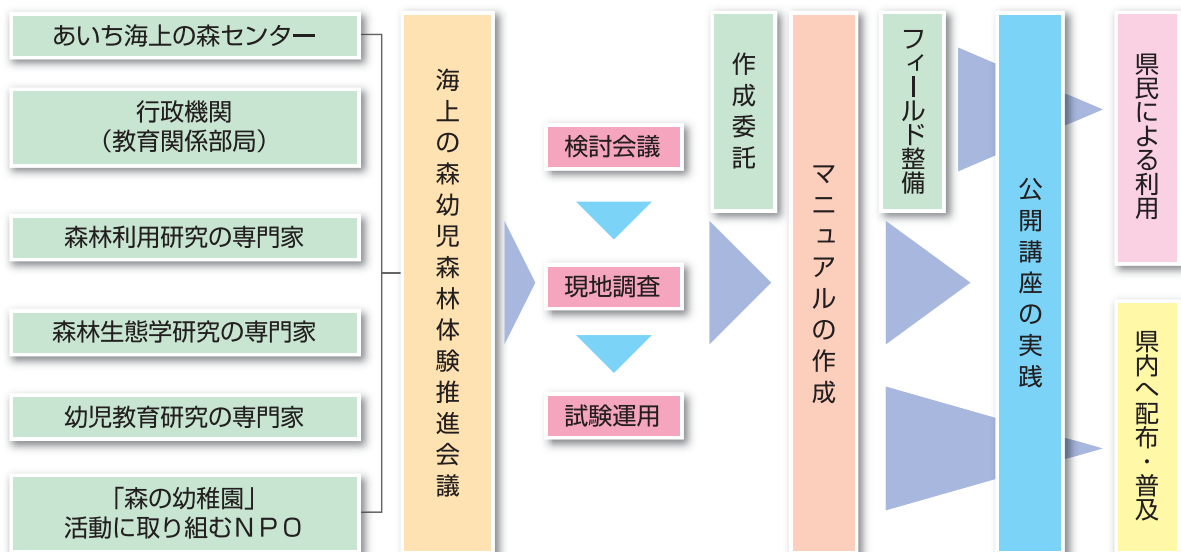 あいち海上の森センター
行政機関
（教育関係部局）
森林利用研究の専門家
森林生態学研究の専門家
幼児教育研究の専門家
「森の幼稚園」
活動に取り組むＮＰＯ
海上の森幼児森林体験推進会議
検討会議
現地調査
試験運用
作成委託
マニュアルの作成
フィールド整備
公開講座の実践
県民による利用
県内へ配布・普及